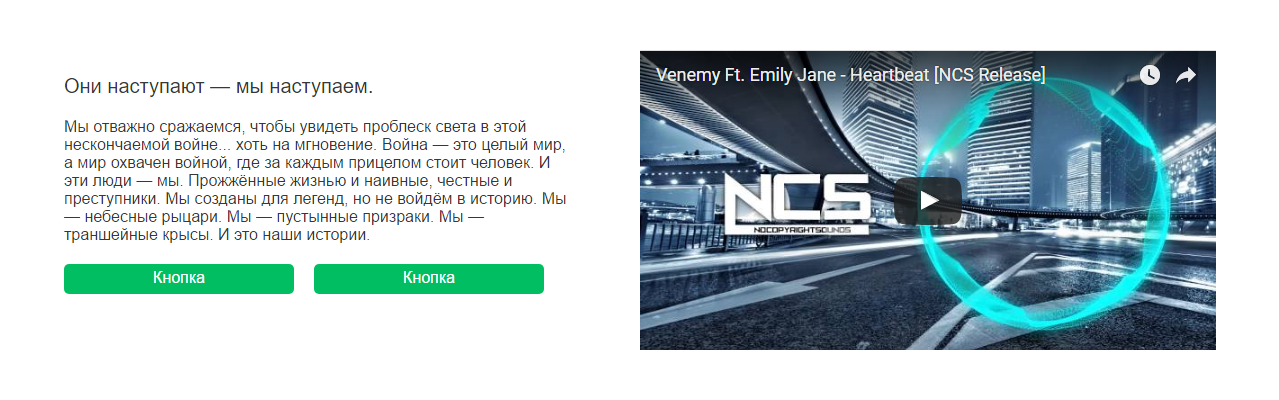 Они наступают — мы наступаем.
Мы отважно сражаемся, чтобы увидеть проблеск света в этой
нескончаемой войне... хоть на мгновение. Война — это целый мир,
а мир охвачен войной, где за каждым прицелом стоит человек. И
эти люди — мы. Прожжённые жизнью и наивные, честные и
преступники. Мы созданы для легенд, но не войдём в историю. Мы
— небесные рыцари. Мы — пустынные призраки. Мы —
траншейные крысы. И это наши истории.
Кнопка
Кнопка
Venemy Ft. Emily Jane - Heartbeat [NCS Release]
NCS
NOCOPYRIGHTSOUNDS